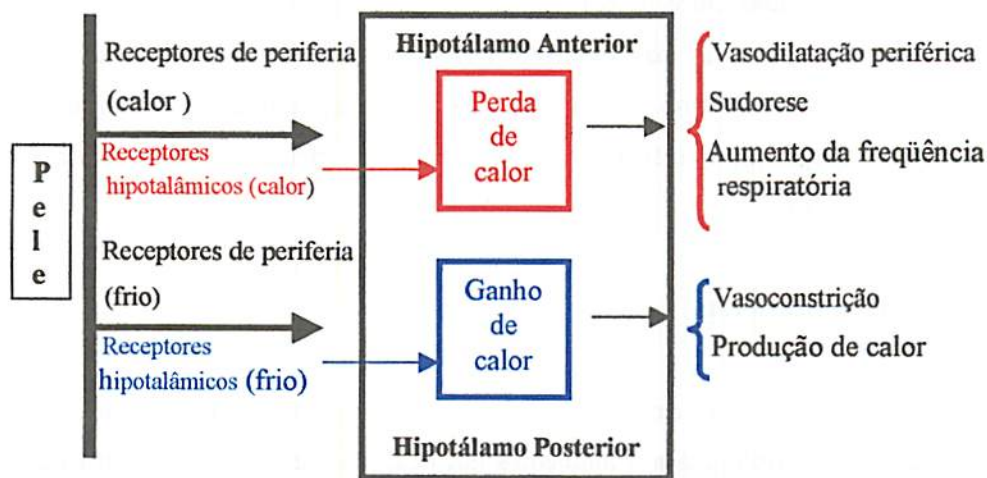 Pele
Receptores de periferia
(calor )
Receptores
hipotalâmicos (calor)
Receptores de periferia
(frio)
Receptores
hipotalâmicos (frio)
Hipotálamo Anterior
Perda
de
calor
Ganho
de
calor
Hipotálamo Posterior
Vasodilatação periférica
Sudorese
Aumento da freqüência
respiratória
Vasoconstrição
Produção de calor